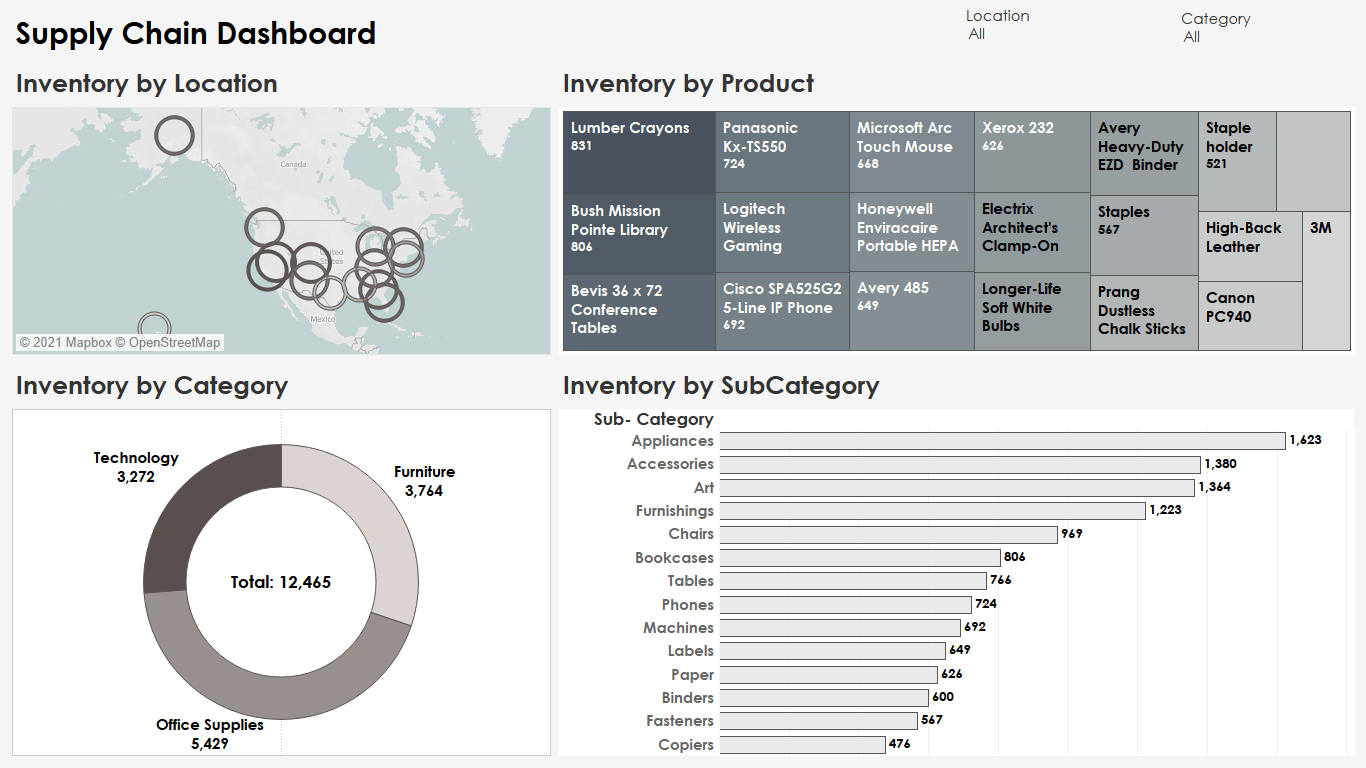 Supply Chain Dashboard
Location
All
Category
All
Inventory by Location
Canada
United
States
Mexico
© 2021 Mapbox © OpenStreetMap
Inventory by Product
Lumber Crayons
831
Bush Mission
Pointe Library
806
Bevis 36 x 72
Conference
Tables
Panasonic
Kx-TS550
724
Logitech
Wireless
Gaming
Cisco SPA525G2
5-Line IP Phone
692
Microsoft Arc
Touch Mouse
668
Honeywell
Enviracaire
Portable HEPA
Avery 485
649
Xerox 232
626
Electrix
Architect's
Clamp-On
Longer-Life
Soft White
Bulbs
Avery
Heavy-Duty
EZD Binder
Staples
567
Prang
Dustless
Chalk Sticks
Staple
holder
521
High-Back
Leather
Canon
PC940
3M
Inventory by Category
Technology
3,272
Furniture
3,764
Total: 12,465
Office Supplies
5,429
Inventory by SubCategory
Sub- Category
Appliances 1,623
Accessories 1,380
Art 1,364
Furnishings 1,223
Chairs 969
Bookcases 806
Tables 766
Phones 724
Machines 692
Labels 649
Paper 626
Binders 600
Fasteners 567
Copiers 476